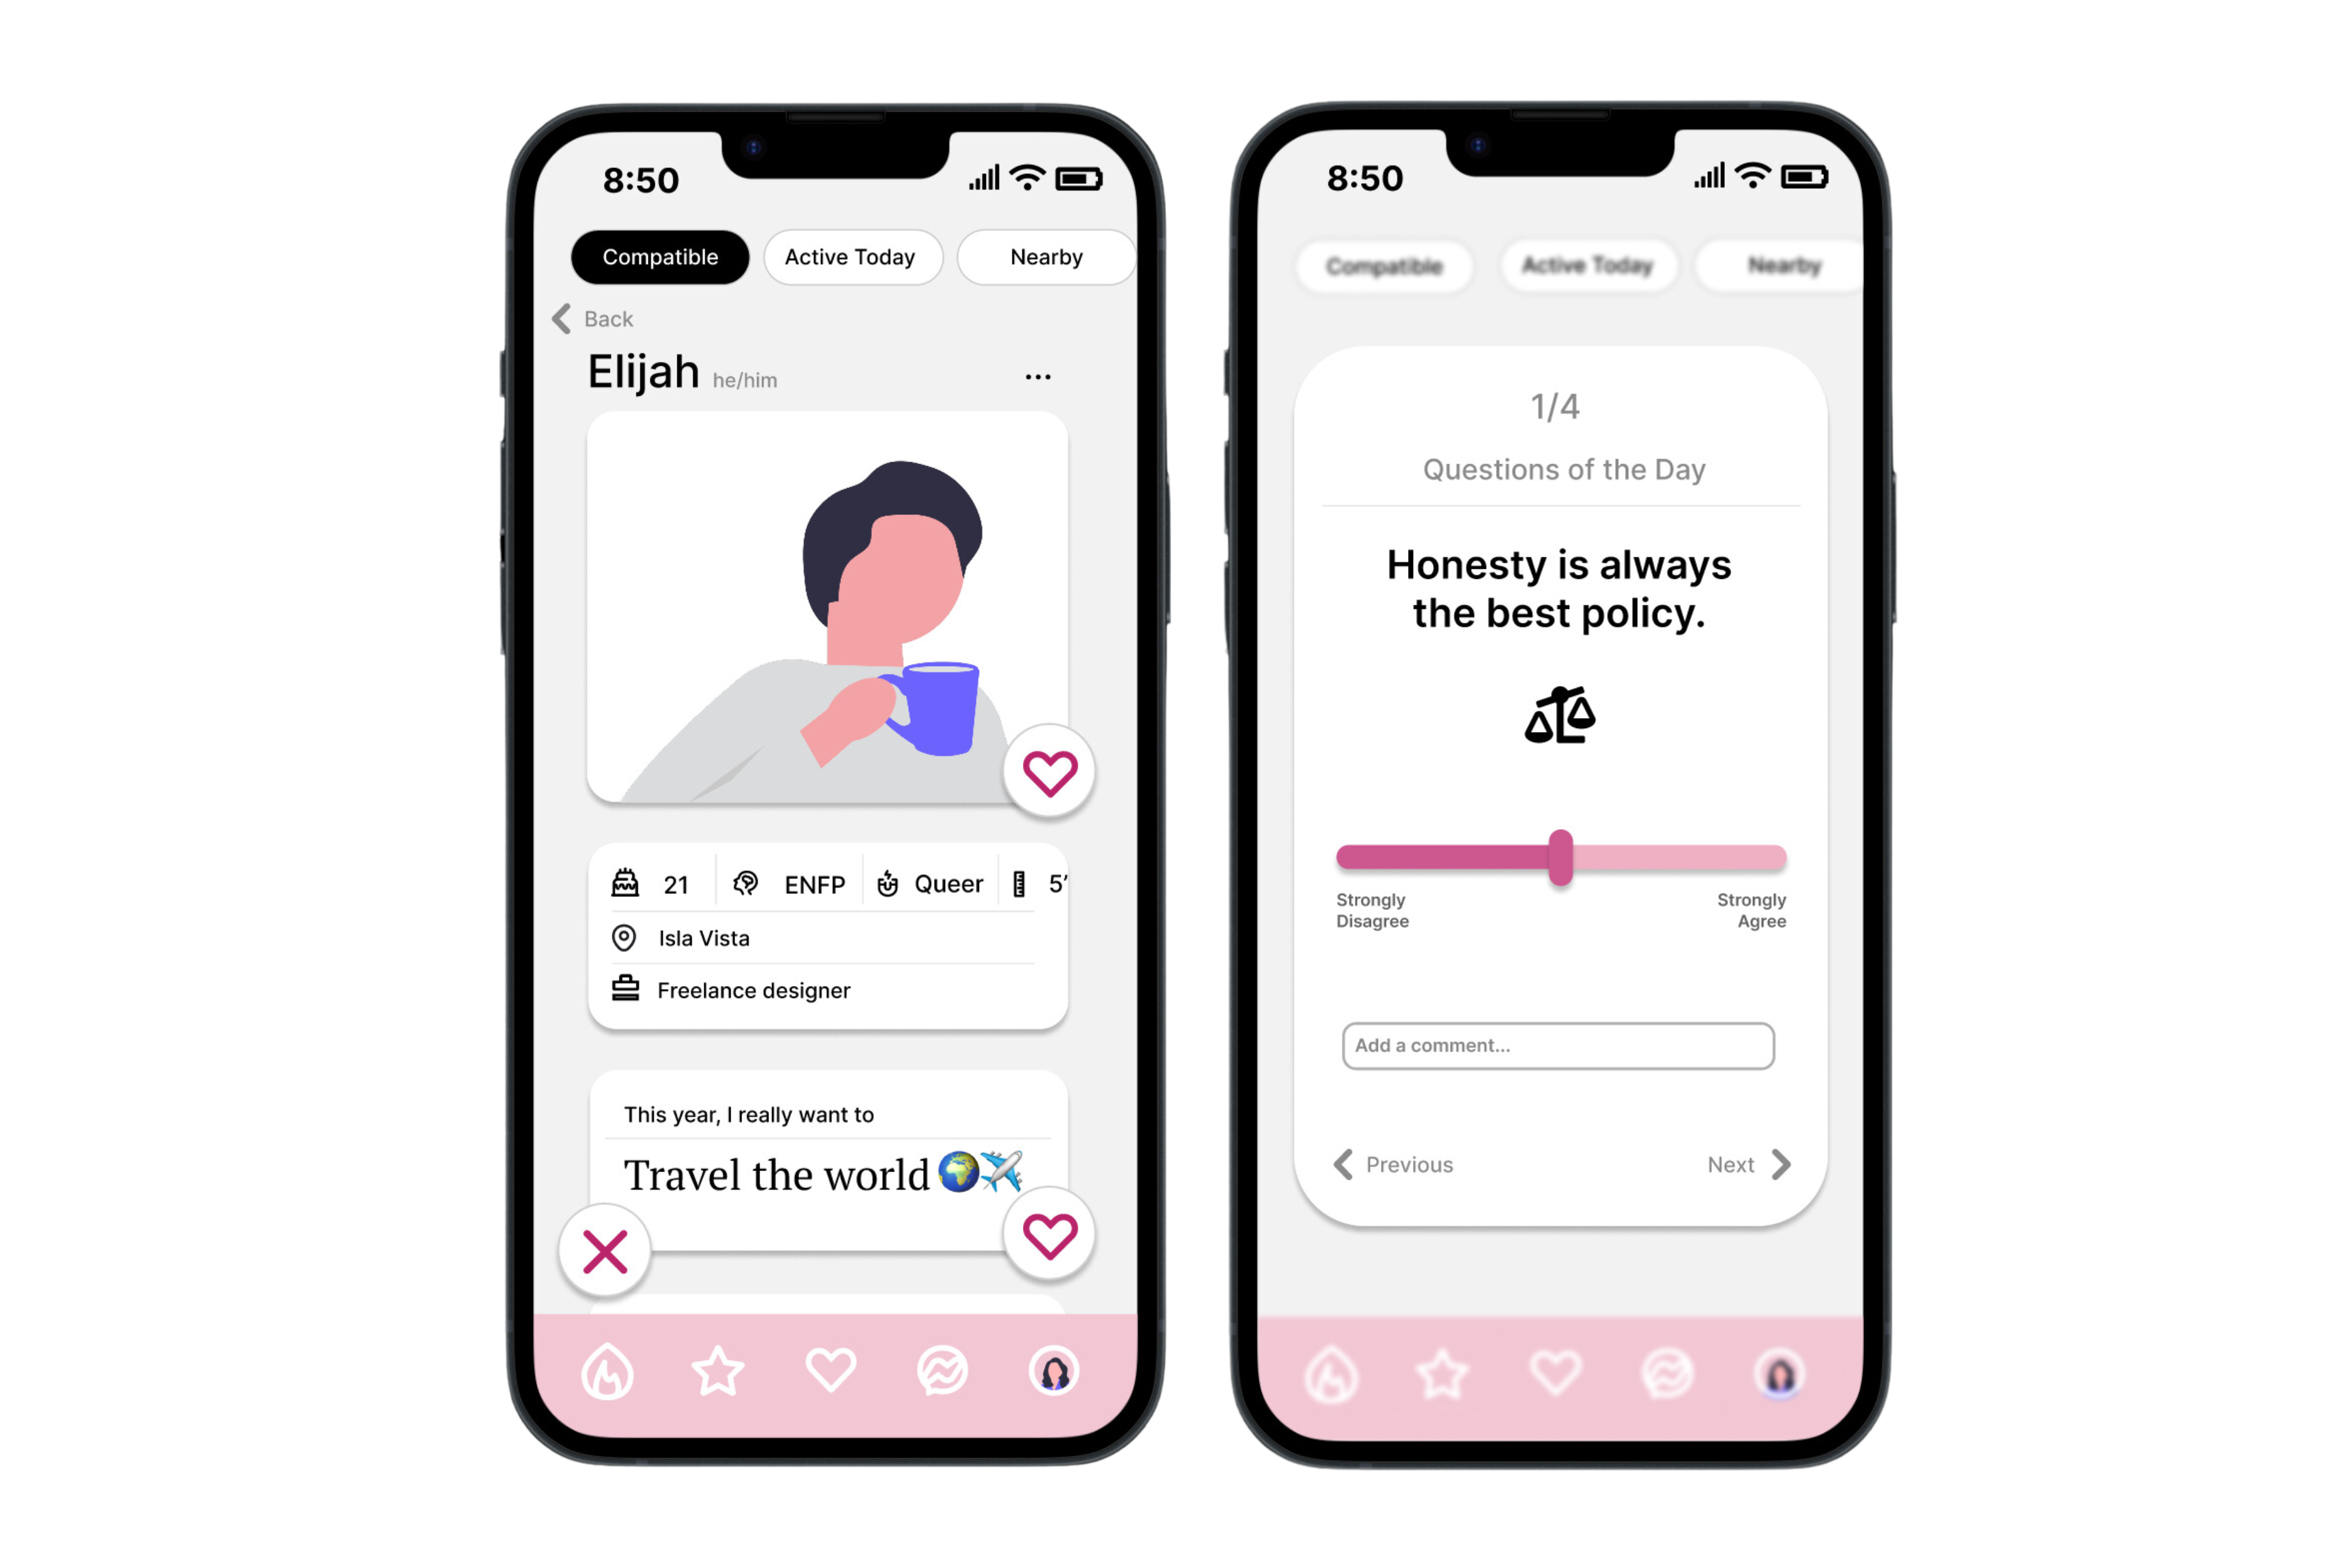 8:50
Compatible
Active Today
Nearby
Back
Elijah he/him
21
ENFP
Queer
5’
Isla Vista
Freelance designer
This year, I really want to
Travel the world
8:50
Compatible
Active Today
Nearby
1/4
Questions of the Day
Honesty is always
the best policy.
Strongly
Disagree
Strongly
Agree
Add a comment...
Previous
Next